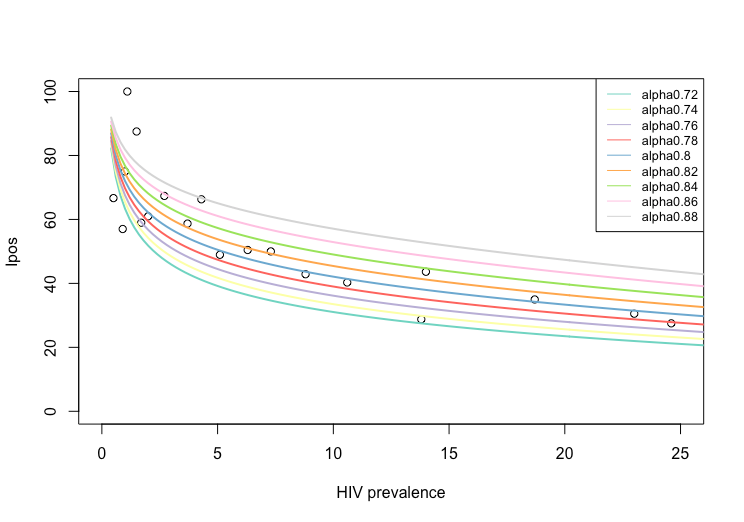 alpha0.72
alpha0.74
alpha0.76
alpha0.78
alpha0.8
alpha0.82
alpha0.84
alpha0.86
alpha0.88
100
80
60
40
20
0
Ipos
0 5 10 15 20 25
HIV prevalence